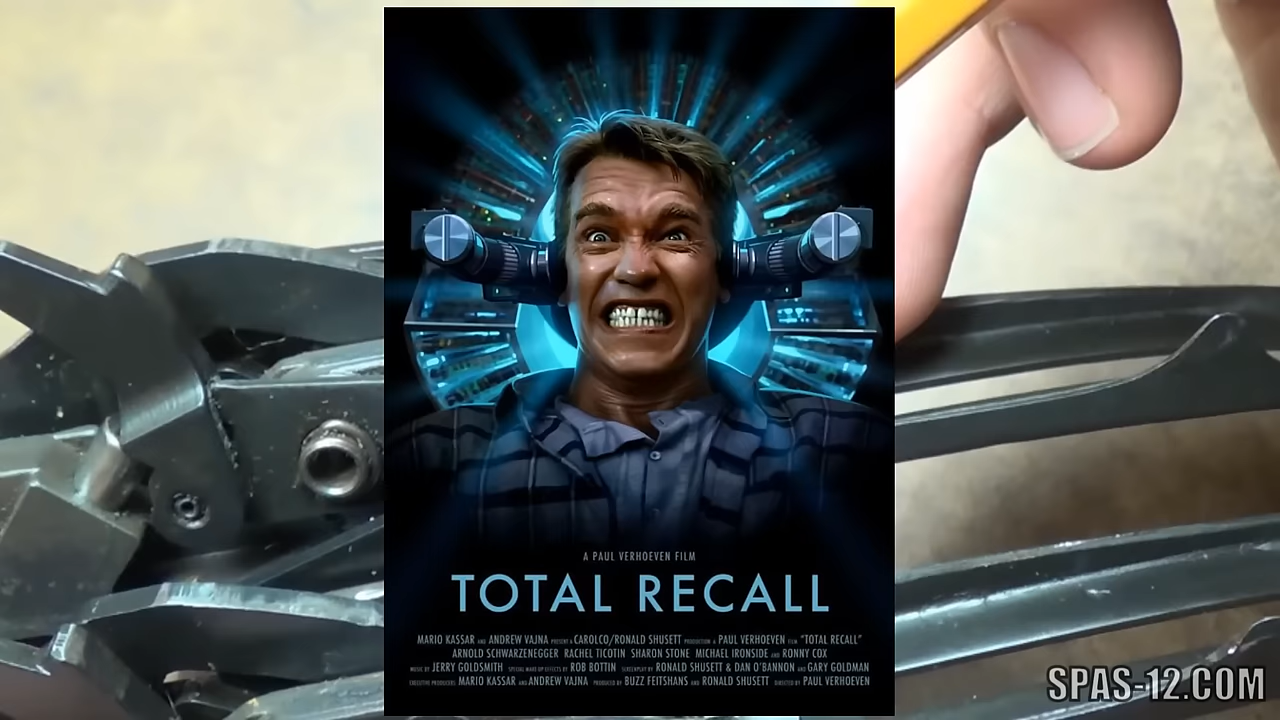 A PAUL VERHOEVEN FILM
TOTAL RECALL
MARIO KASSAR AND ANDREW VAJNA PRESENT A CAROLCO/RONALD SHUSETT PRODUCTION A PAUL VERHOEVEN FILM "TOTAL RECALL"
ARNOLD SCHWARZENEGGER RACHEL TICOTIN SHARON STONE MICHAEL IRONSIDE AND RONNY COX
MUSIC BY JERRY GOLDSMITH SPECIAL MAKE-UP EFFECTS BY ROB BOTTIN SCREENPLAY BY RONALD SHUSETT & DAN O'BANNON AND GARY GOLDMAN
EXECUTIVE PRODUCERS MARIO KASSAR AND ANDREW VAJNA PRODUCED BY BUZZ FEITSHANS AND RONALD SHUSETT DIRECTED BY PAUL VERHOEVEN
SPAS-12.COM